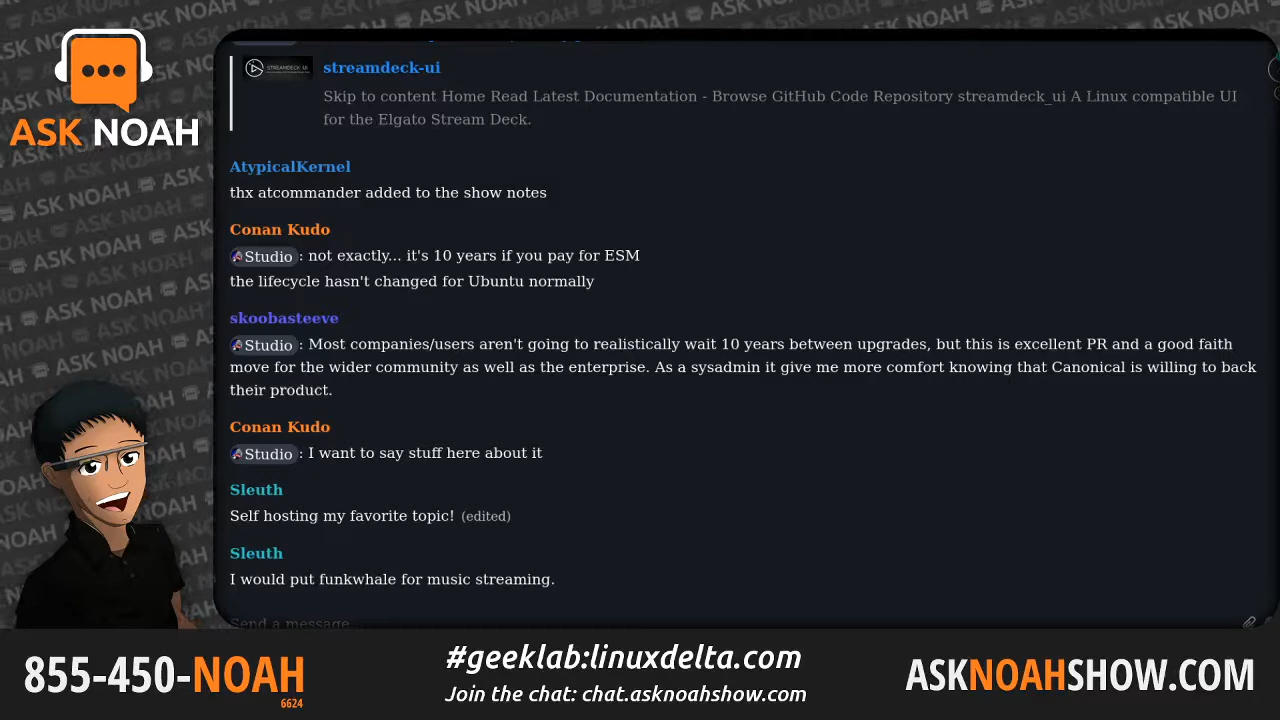 ASK NOAH
streamdeck-ui
STREAMDECK UI
Skip to content Home Read Latest Documentation - Browse GitHub Code Repository streamdeck_ui A Linux compatible UI
for the Elgato Stream Deck.
AtypicalKernel
thx atcommander added to the show notes
Conan Kudo
Studio: not exactly... it's 10 years if you pay for ESM
the lifecycle hasn't changed for Ubuntu normally
skoobasteeve
Studio: Most companies/users aren't going to realistically wait 10 years between upgrades, but this is excellent PR and a good faith
move for the wider community as well as the enterprise. As a sysadmin it give me more comfort knowing that Canonical is willing to back
their product.
Conan Kudo
Studio: I want to say stuff here about it
Sleuth
Self hosting my favorite topic! (edited)
Sleuth
I would put funkwhale for music streaming.
Send a message...
855-450-NOAH
6624
#geeklab:linuxdelta.com
Join the chat: chat.asknoahshow.com
ASKNOAHSHOW.COM